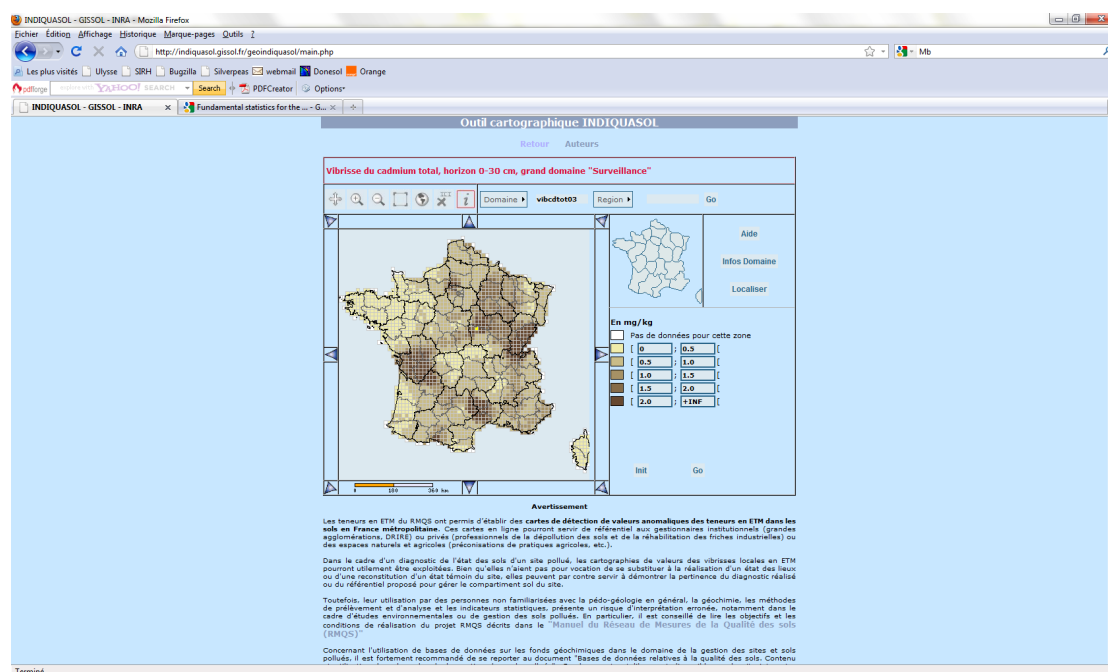 INDIQUASOL - GISSOL - INRA - Mozilla Firefox
Fichier Édition Affichage Historique Marque-pages Outils ?
http://indiquasol.gissol.fr/geoindiquasol/main.php
Mb
Les plus visités Ulysse SIRH Bugzilla Silverpeas webmail Donesol Orange
pdfforge YAHOO! SEARCH Search PDFCreator Options
INDIQUASOL - GISSOL - INRA Fundamental statistics for the ... - G...
Outil cartographique INDIQUASOL
Retour Auteurs
Vibrisse du cadmium total, horizon 0-30 cm, grand domaine "Surveillance"
Domaine vibcdtot03 Region Go
Aide
Infos Domaine
Localiser
En mg/kg
Pas de données pour cette zone
[ 0 ; 0.5 [
[ 0.5 ; 1.0 [
[ 1.0 ; 1.5 [
[ 1.5 ; 2.0 [
[ 2.0 ; +INF [
Init Go
0 180 360 km
Avertissement
Les teneurs en ETM du RMQS ont permis d'établir des cartes de détection de valeurs anomaliques des teneurs en ETM dans les
sols en France métropolitaine. Ces cartes en ligne pourront servir de référentiel aux gestionnaires institutionnels (grandes
agglomérations, DRIRE) ou privés (professionnels de la dépollution des sols et de la réhabilitation des friches industrielles) ou
des espaces naturels et agricoles (préconisations de pratiques agricoles, etc.).
Dans le cadre d'un diagnostic de l'état des sols d'un site pollué, les cartographies de valeurs des vibrisses locales en ETM
pourront utilement être exploitées. Bien qu'elles n'aient pas pour vocation de se substituer à la réalisation d'un état des lieux
ou d'une reconstitution d'un état témoin du site, elles peuvent par contre servir à démontrer la pertinence du diagnostic réalisé
ou du référentiel proposé pour gérer le compartiment sol du site.
Toutefois, leur utilisation par des personnes non familiarisées avec la pédo-géologie en général, la géochimie, les méthodes
de prélèvement et d'analyse et les indicateurs statistiques, présente un risque d'interprétation erronée, notamment dans le
cadre d'études environnementales ou de gestion des sols pollués. En particulier, il est conseillé de lire les objectifs et les
conditions de réalisation du projet RMQS décrits dans le "Manuel du Réseau de Mesures de la Qualité des sols
(RMQS)"
Concernant l'utilisation de bases de données sur les fonds géochimiques dans le domaine de la gestion des sites et sols
pollués, il est fortement recommandé de se reporter au document "Bases de données relatives à la qualité des sols. Contenu
Terminé